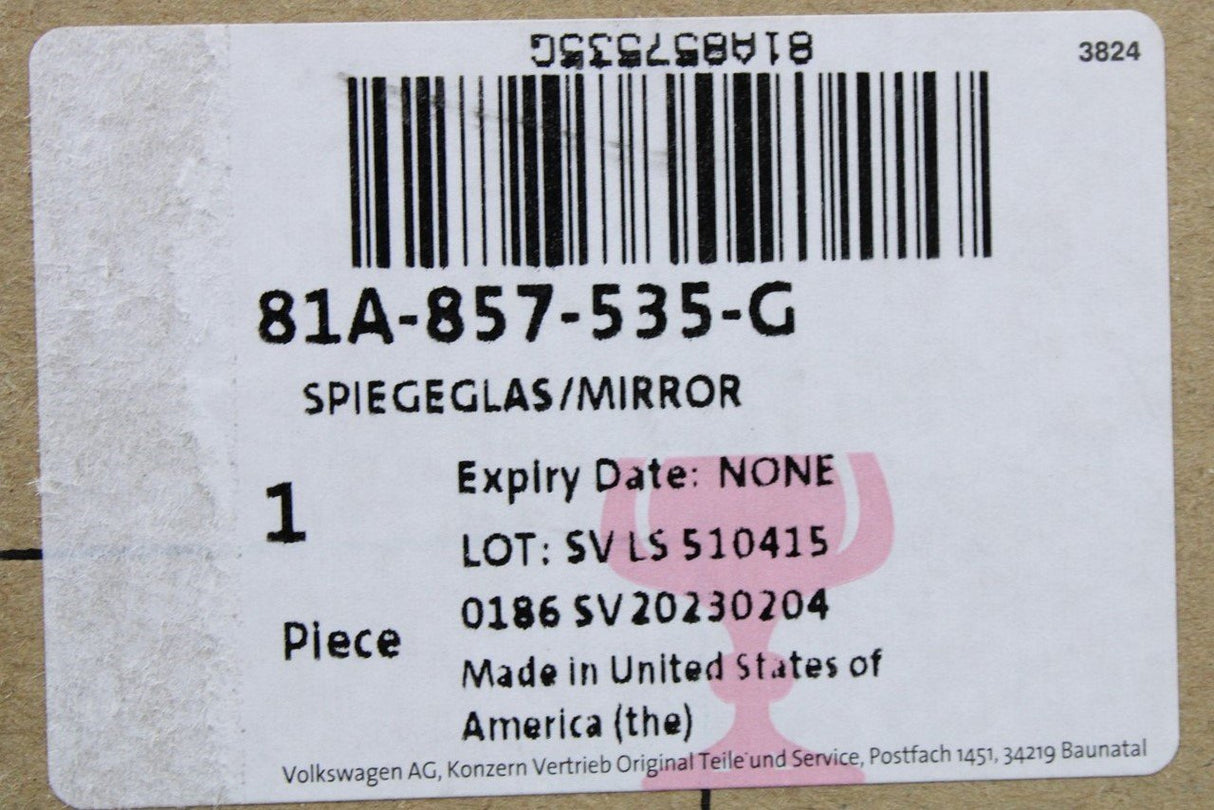 81A857535G
3824
81A-857-535-G
SPIEGEGLAS/MIRROR
1
Piece
Expiry Date: NONE
LOT: SV LS 510415
0186 SV 20230204
Made in United States of
America (the)
Volkswagen AG, Konzern Vertrieb Original Teile und Service, Postfach 1451, 34219 Baunatal